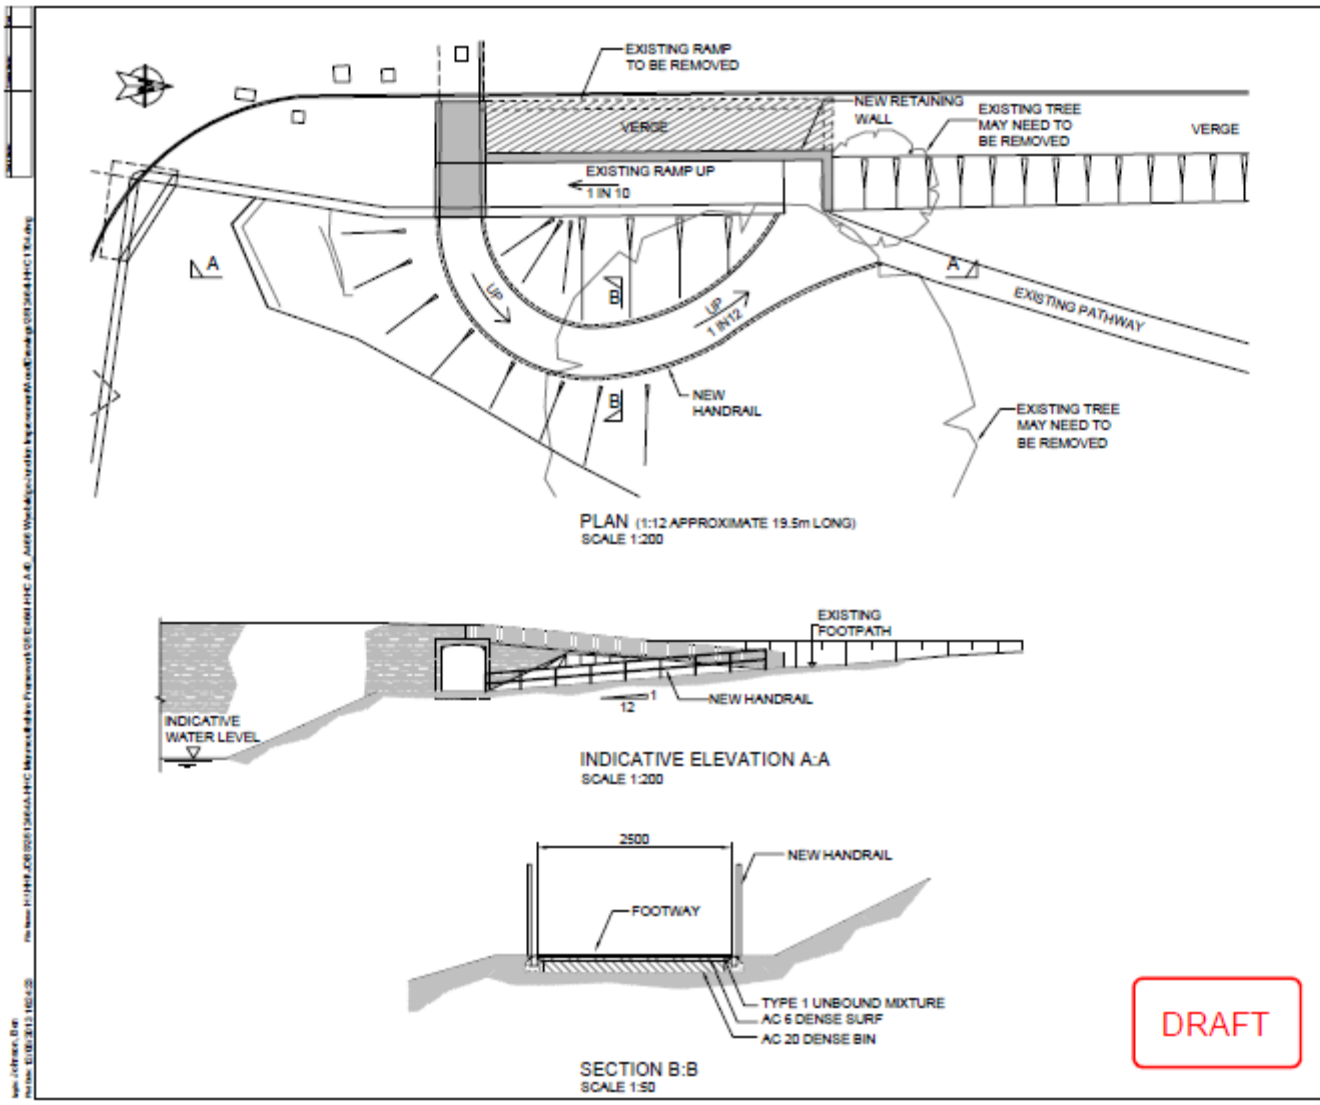 EXISTING RAMP
TO BE REMOVED
NEW RETAINING
WALL
EXISTING TREE
MAY NEED TO
BE REMOVED
VERGE
VERGE
EXISTING RAMP UP
1 IN 10
A
A
UP
B
UP
1 IN12
EXISTING PATHWAY
B
NEW
HANDRAIL
EXISTING TREE
MAY NEED TO
BE REMOVED
PLAN (1:12 APPROXIMATE 19.5m LONG)
SCALE 1:200
EXISTING
FOOTPATH
INDICATIVE
WATER LEVEL
1
12
NEW HANDRAIL
INDICATIVE ELEVATION A:A
SCALE 1:200
2500
NEW HANDRAIL
FOOTWAY
TYPE 1 UNBOUND MIXTURE
AC 6 DENSE SURF
AC 20 DENSE BIN
SECTION B:B
SCALE 1:50
DRAFT